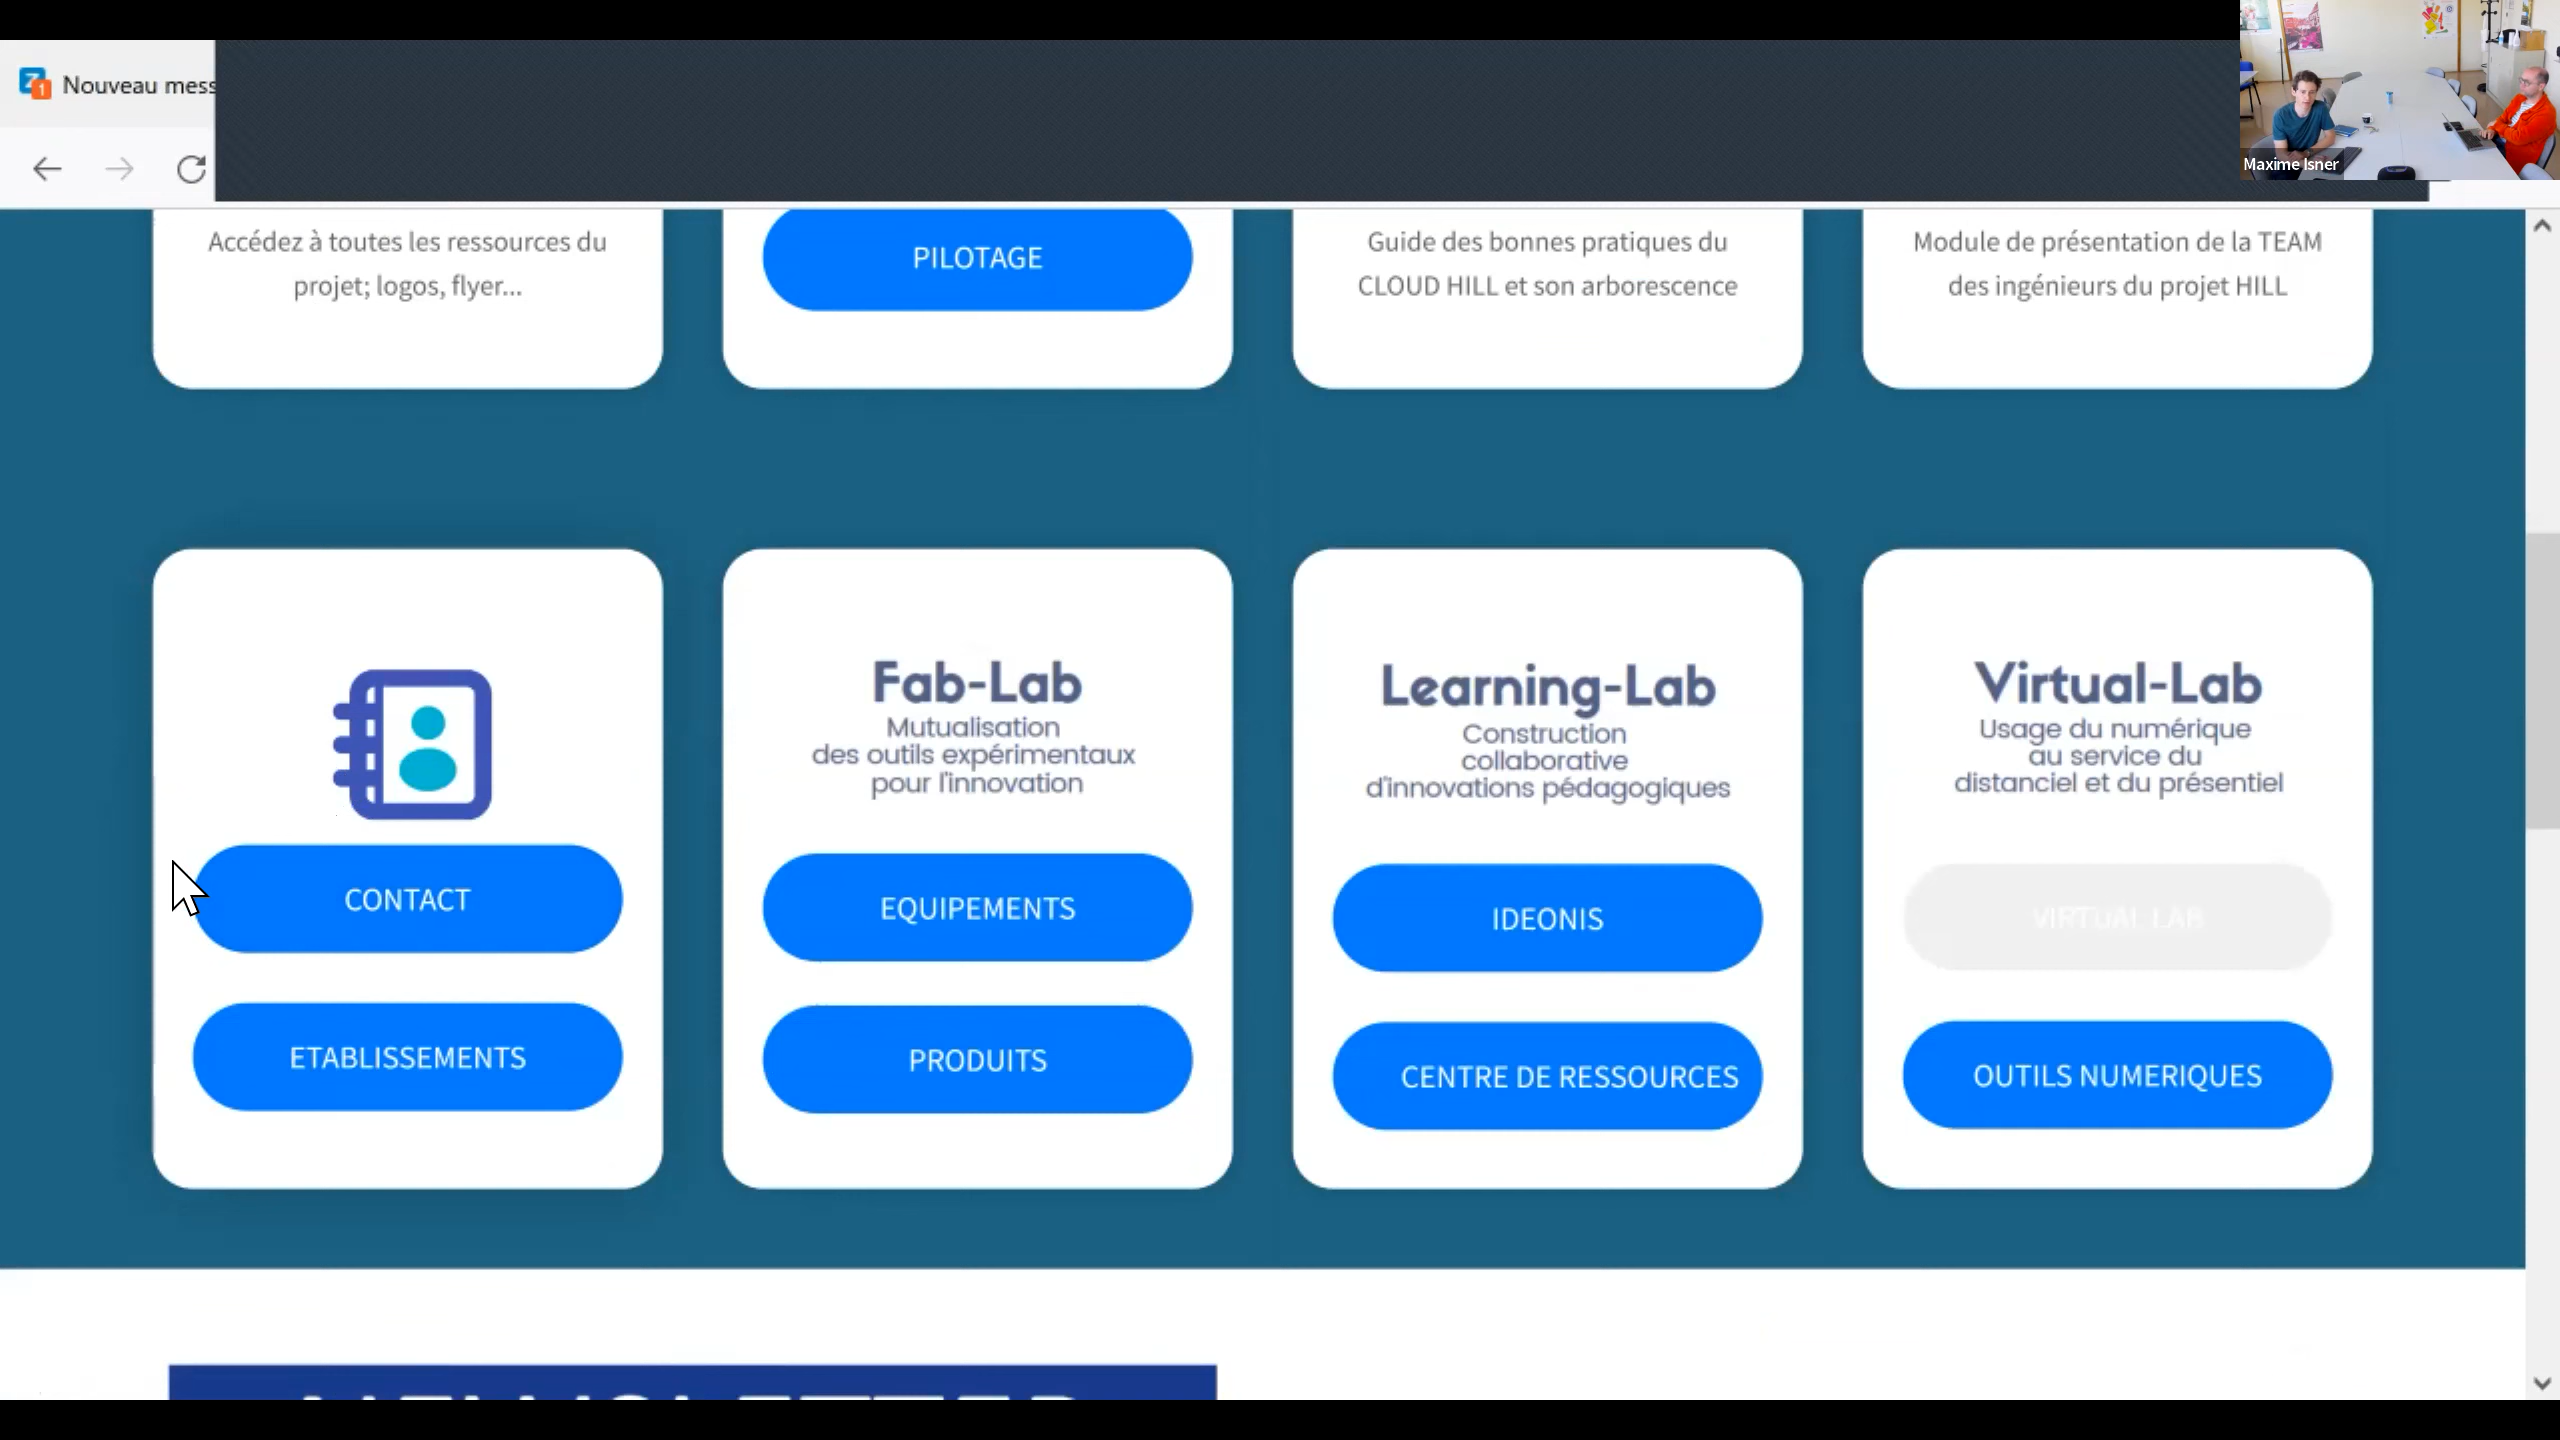 Nouveau mess
Maxime Isner
Accédez à toutes les ressources du
projet; logos, flyer...
PILOTAGE
Guide des bonnes pratiques du
CLOUD HILL et son arborescence
Module de présentation de la TEAM
des ingénieurs du projet HILL
CONTACT
ETABLISSEMENTS
Fab-Lab
Mutualisation
des outils expérimentaux
pour l'innovation
EQUIPEMENTS
PRODUITS
Learning-Lab
Construction
collaborative
d'innovations pédagogiques
IDEONIS
CENTRE DE RESSOURCES
Virtual-Lab
Usage du numérique
au service du
distanciel et du présentiel
VIRTUAL LAB
OUTILS NUMERIQUES